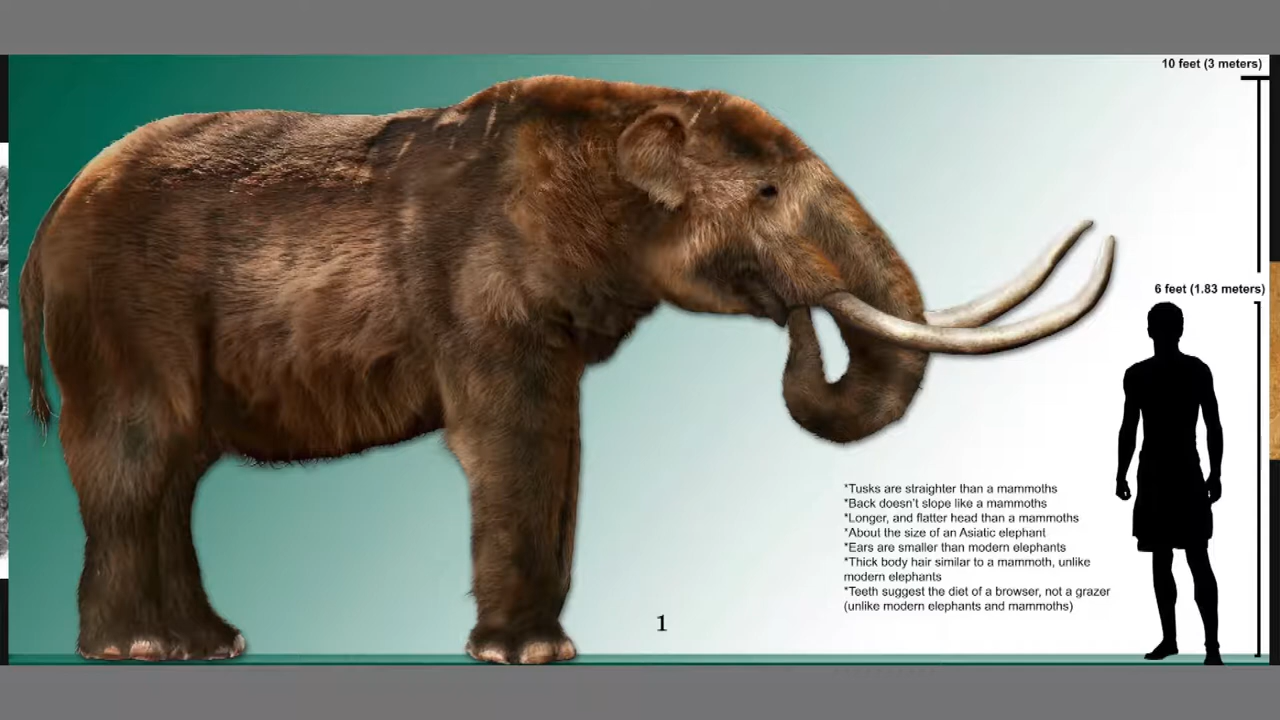 10 feet (3 meters)
6 feet (1.83 meters)
*Tusks are straighter than a mammoths
*Back doesn't slope like a mammoths
*Longer, and flatter head than a mammoths
*About the size of an Asiatic elephant
*Ears are smaller than modern elephants
*Thick body hair similar to a mammoth, unlike
modern elephants
*Teeth suggest the diet of a browser, not a grazer
(unlike modern elephants and mammoths)
1